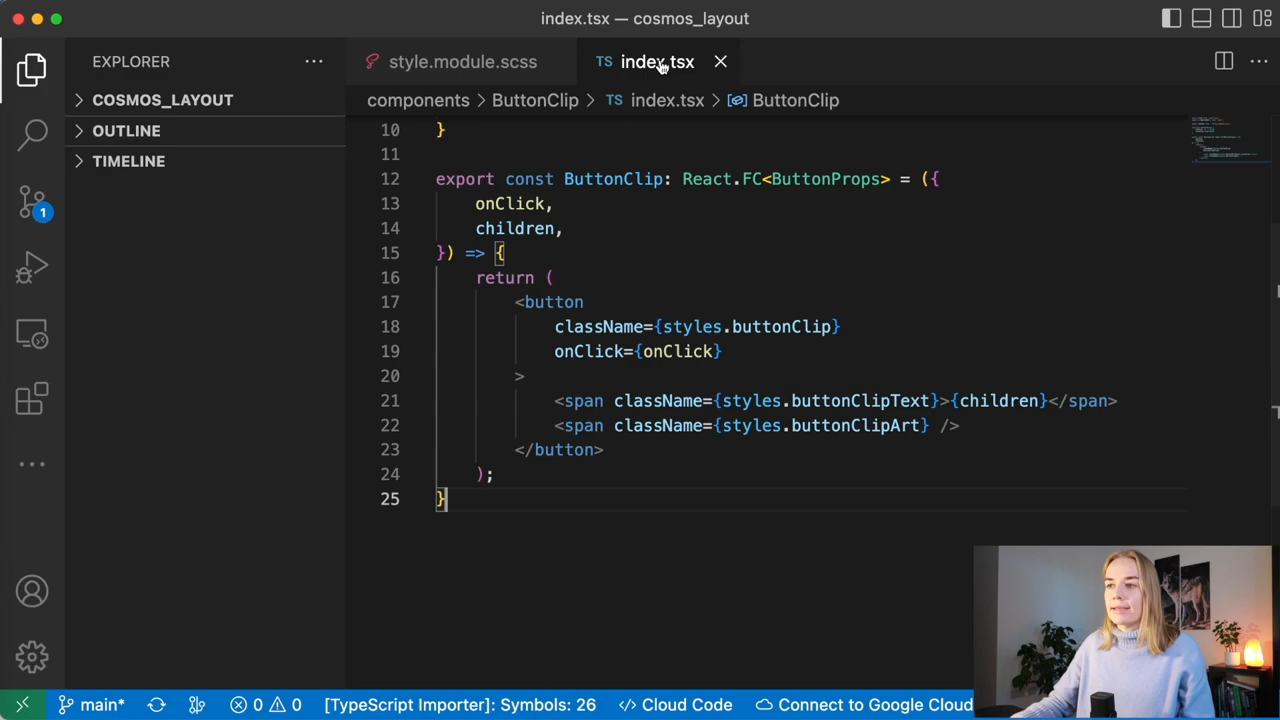 index.tsx — cosmos_layout
EXPLORER
COSMOS_LAYOUT
OUTLINE
TIMELINE
style.module.scss
TS index.tsx
components > ButtonClip > TS index.tsx > ButtonClip
10 }
11
12 export const ButtonClip: React.FC<ButtonProps> = ({
13 onClick,
14 children,
15 }) => {
16 return (
17 <button
18 className={styles.buttonClip}
19 onClick={onClick}
20 >
21 <span className={styles.buttonClipText}>{children}</span>
22 <span className={styles.buttonClipArt} />
23 </button>
24 );
25 }
1
main* 0 0 [TypeScript Importer]: Symbols: 26 </> Cloud Code Connect to Google Cloud